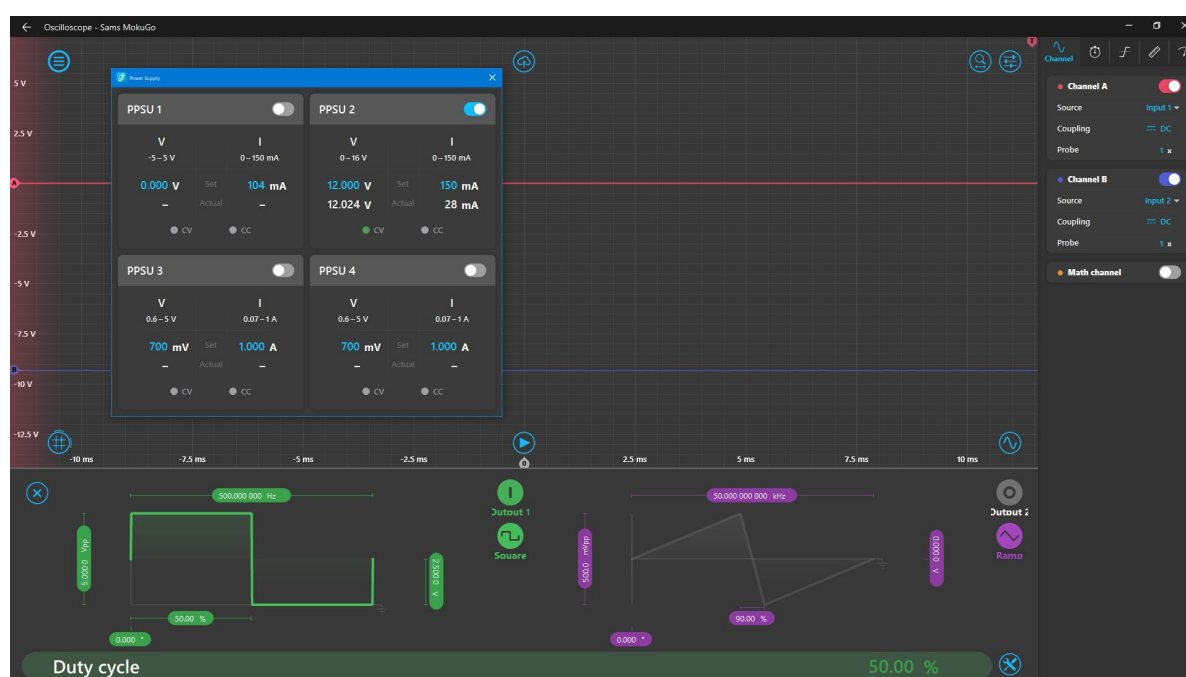 Oscilloscope - Sams MokuGo
Power Supply
PPSU 1
V
-5 – 5 V
I
0 – 150 mA
0.000 V Set 104 mA
– Actual –
CV CC
PPSU 2
V
0 – 16 V
I
0 – 150 mA
12.000 V Set 150 mA
12.024 V Actual 28 mA
CV CC
PPSU 3
V
0.6 – 5 V
I
0.07 – 1 A
700 mV Set 1.000 A
– Actual –
CV CC
PPSU 4
V
0.6 – 5 V
I
0.07 – 1 A
700 mV Set 1.000 A
– Actual –
CV CC
5 V
2.5 V
A
-2.5 V
-5 V
-7.5 V
-10 V
-12.5 V
-10 ms
-7.5 ms
-5 ms
-2.5 ms
0
2.5 ms
5 ms
7.5 ms
10 ms
T
Channel
Channel A
Source Input 1
Coupling DC
Probe 1 x
Channel B
Source Input 2
Coupling DC
Probe 1 x
Math channel
500.000 000 Hz
5.000 0 Vpp
2.500 0 V
50.00 %
0.000 °
Output 1
Square
50.000 000 000 kHz
500.0 mVpp
0.000 0 V
90.00 %
0.000 °
Output 2
Ramp
Duty cycle 50.00 %